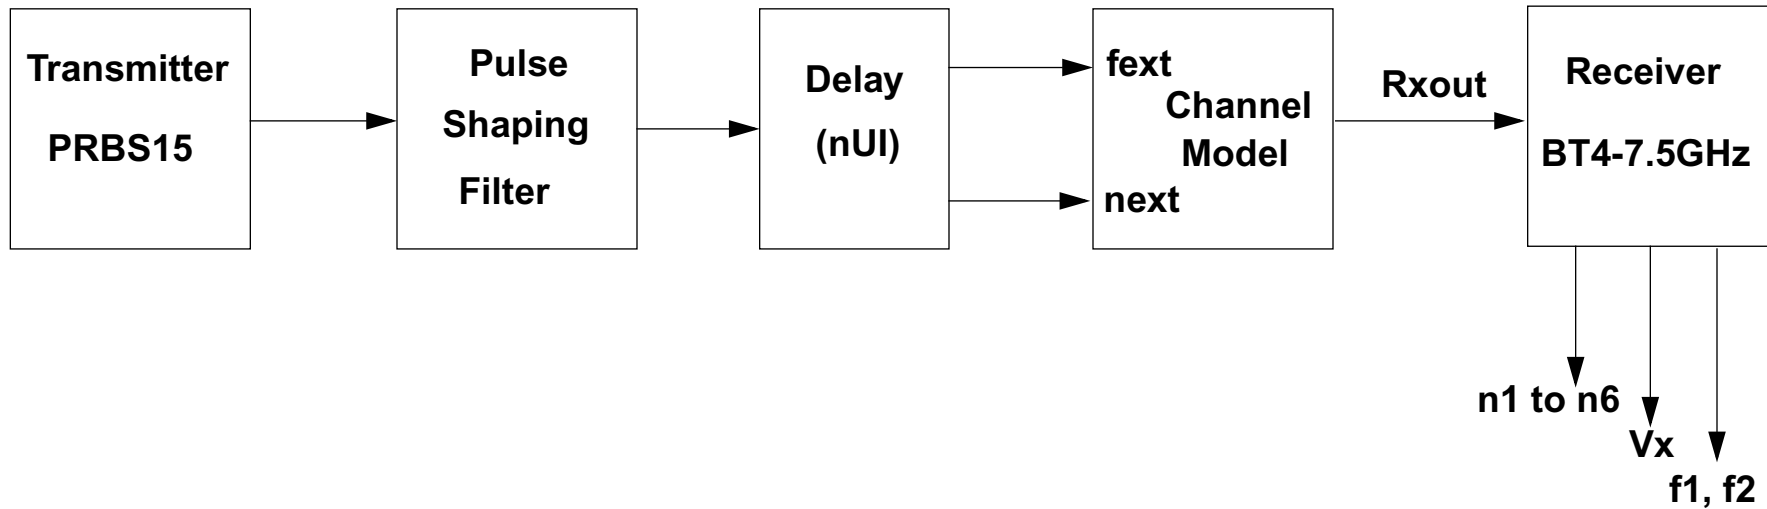 Transmitter
PRBS15
Pulse
Shaping
Filter
Delay
(nUI)
fext
Channel
Model
next
Rxout
Receiver
BT4-7.5GHz
n1 to n6
Vx
f1, f2